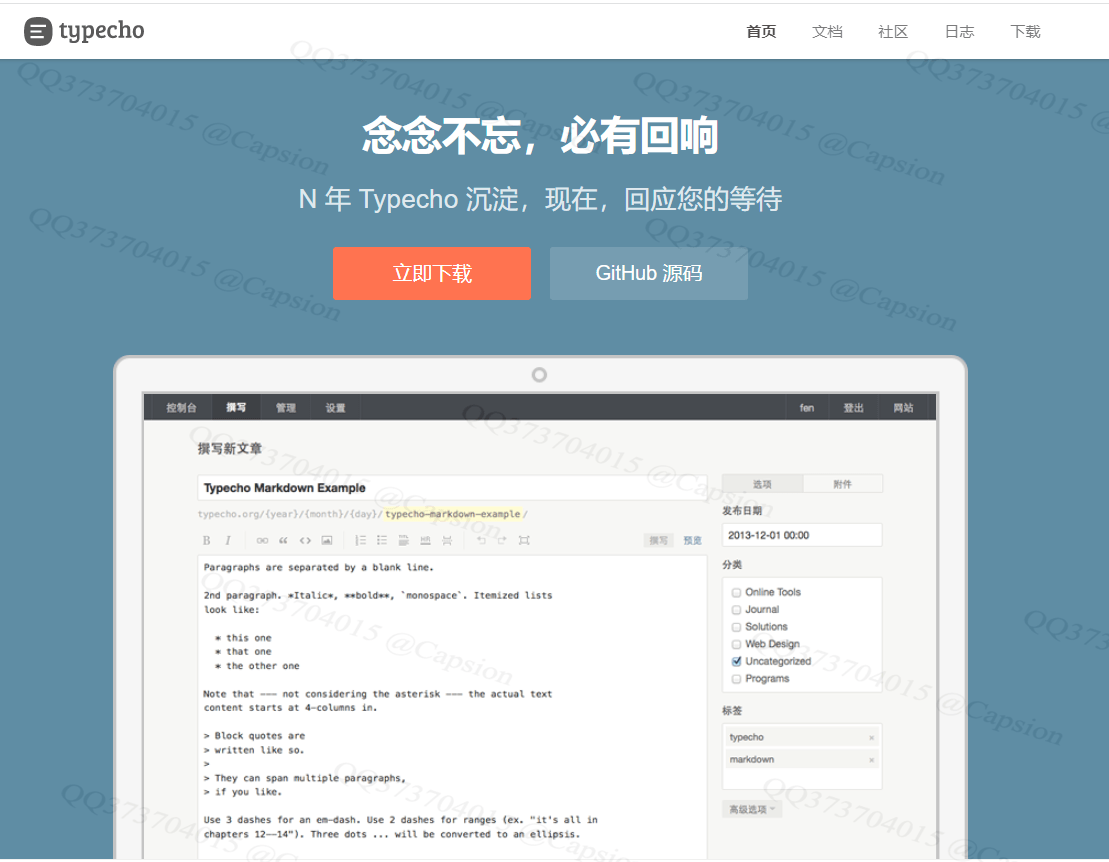 typecho
首页 文档 社区 日志 下载
念念不忘，必有回响
N 年 Typecho 沉淀，现在，回应您的等待
立即下载 GitHub 源码
控制台 撰写 管理 设置 fen 登出 网站
撰写新文章
Typecho Markdown Example
typecho.org/{year}/{month}/{day}/typecho-markdown-example/
B I 撰写 预览
Paragraphs are separated by a blank line.
2nd paragraph. *Italic*, **bold**, `monospace`. Itemized lists
look like:
* this one
* that one
* the other one
Note that --- not considering the asterisk --- the actual text
content starts at 4-columns in.
> Block quotes are
> written like so.
>
> They can span multiple paragraphs,
> if you like.
Use 3 dashes for an em-dash. Use 2 dashes for ranges (ex. "it's all in
chapters 12--14"). Three dots ... will be converted to an ellipsis.
选项 附件
发布日期
2013-12-01 00:00
分类
Online Tools
Journal
Solutions
Web Design
Uncategorized
Programs
标签
typecho ×
markdown ×
高级选项
QQ373704015 @Capsion
QQ373704015 @Capsion
QQ373704015 @Capsion
QQ373704015 @Capsion
QQ373704015 @Capsion
QQ373704015 @Capsion
QQ373704015 @Capsion
QQ373704015 @Capsion
QQ373704015 @Capsion
QQ373704015 @Capsion
QQ373704015 @Capsion
QQ373704015 @Capsion
QQ373704015 @Capsion